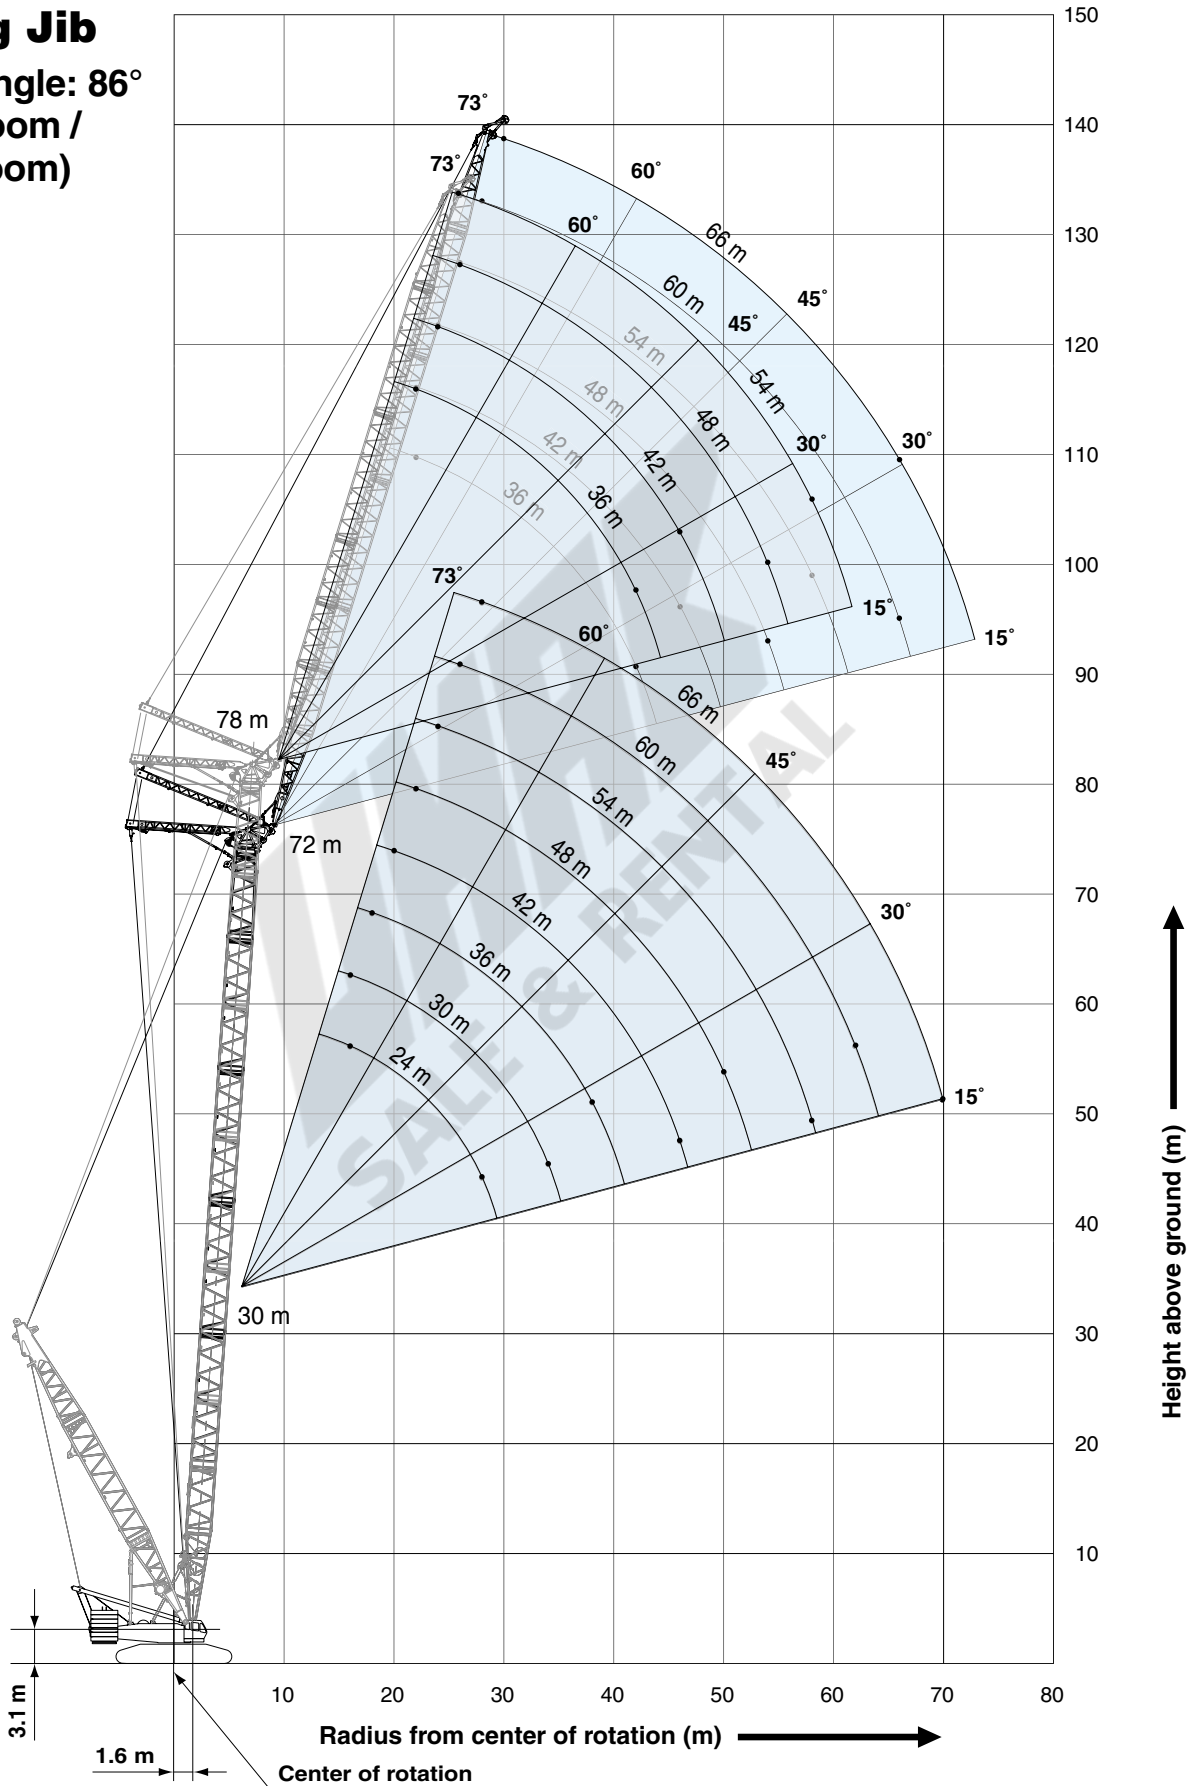 g Jib
ngle: 86°
oom /
oom)
150
140
130
120
110
100
90
80
70
60
50
40
30
20
10
73°
73°
60°
60°
66 m
60 m
45°
45°
54 m
54 m
48 m
48 m
42 m
42 m
36 m
36 m
30°
30°
15°
15°
73°
60°
66 m
60 m
45°
54 m
48 m
42 m
36 m
30 m
24 m
30°
15°
78 m
72 m
30 m
SALE & RENTAL
Height above ground (m)
3.1 m
1.6 m
10 20 30 40 50 60 70 80
Radius from center of rotation (m)
Center of rotation